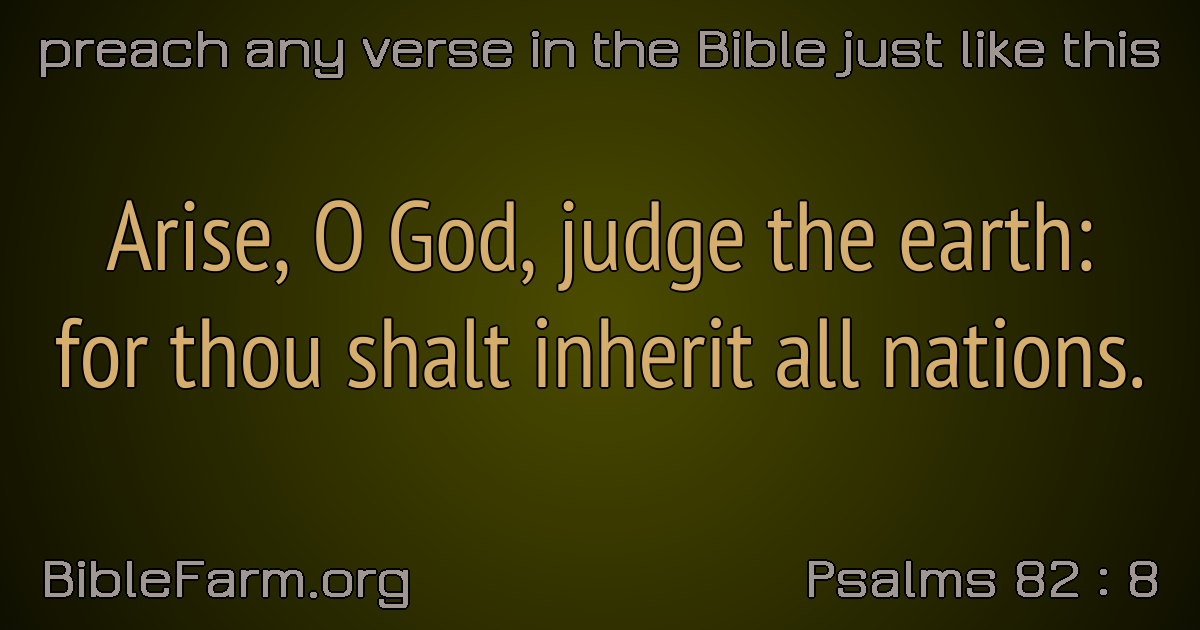 preach any verse in the Bible just like this
Arise, O God, judge the earth:
for thou shalt inherit all nations.
BibleFarm.org
Psalms 82 : 8